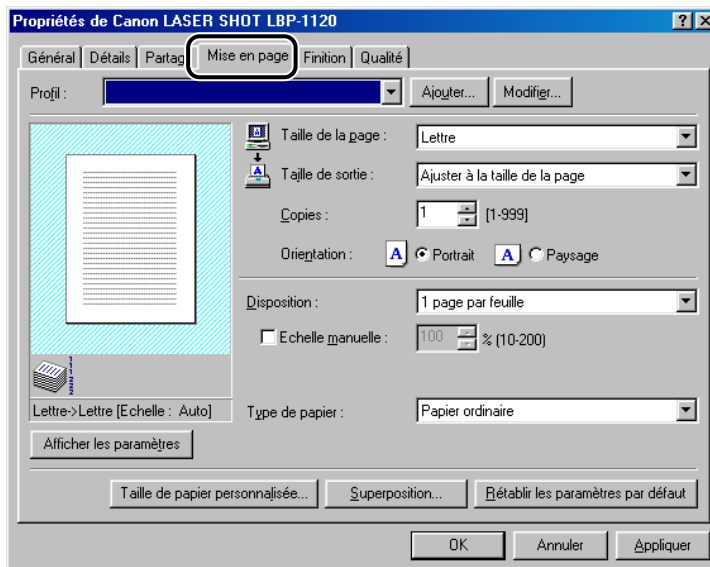 Propriétés de Canon LASER SHOT LBP-1120
Général Détails Partag Mise en page Finition Qualité
Profil : Ajouter... Modifier...
Taille de la page : Lettre
Taille de sortie : Ajuster à la taille de la page
Copies : 1 [1-999]
Orientation : A Portrait A Paysage
Disposition : 1 page par feuille
Echelle manuelle : 100 % (10-200)
Lettre->Lettre [Echelle : Auto] Type de papier : Papier ordinaire
Afficher les paramètres
Taille de papier personnalisée... Superposition... Rétablir les paramètres par défaut
OK Annuler Appliquer